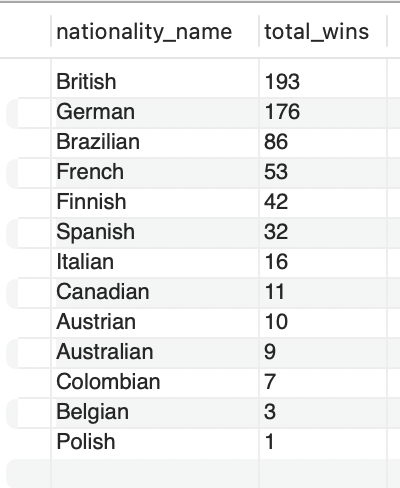 nationality_name total_wins
British 193
German 176
Brazilian 86
French 53
Finnish 42
Spanish 32
Italian 16
Canadian 11
Austrian 10
Australian 9
Colombian 7
Belgian 3
Polish 1